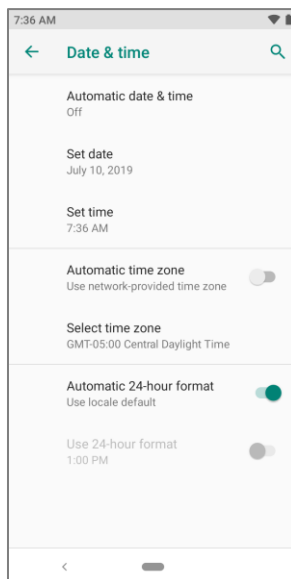 7:36 AM
Date & time
Automatic date & time
Off
Set date
July 10, 2019
Set time
7:36 AM
Automatic time zone
Use network-provided time zone
Select time zone
GMT-05:00 Central Daylight Time
Automatic 24-hour format
Use locale default
Use 24-hour format
1:00 PM